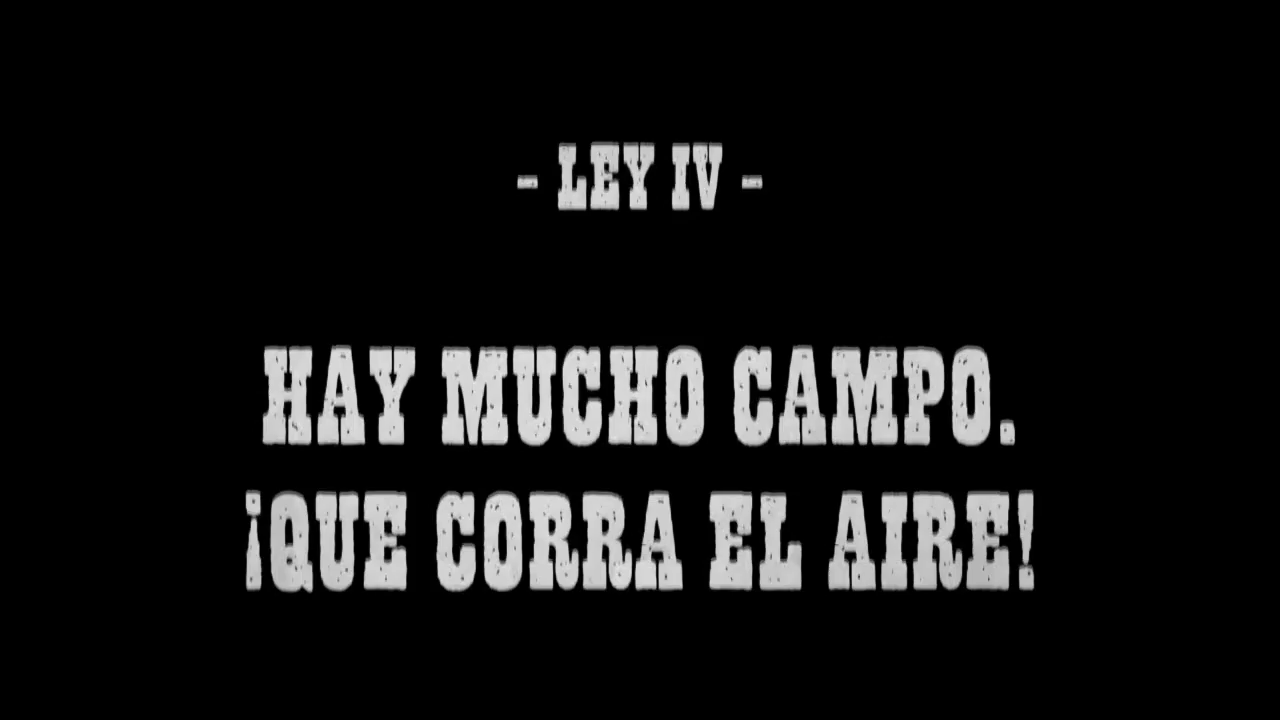 - LEY IV -
HAY MUCHO CAMPO.
¡QUE CORRA EL AIRE!